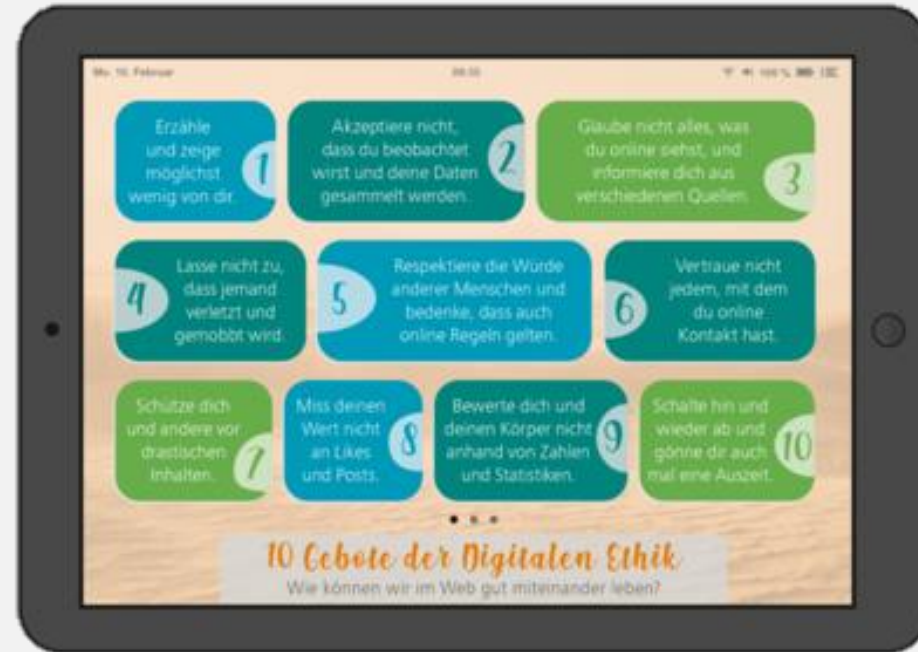 Mo. 10. Februar
100 %
Erzähle
und zeige
möglichst
wenig von dir.
1
Akzeptiere nicht,
dass du beobachtet
wirst und deine Daten
gesammelt werden.
2
Glaube nicht alles, was
du online siehst, und
informiere dich aus
verschiedenen Quellen.
3
4
Lasse nicht zu,
dass jemand
verletzt und
gemobbt wird.
5
Respektiere die Würde
anderer Menschen und
bedenke, dass auch
online Regeln gelten.
6
Vertraue nicht
jedem, mit dem
du online
Kontakt hast.
Schütze dich
und andere vor
drastischen
Inhalten.
7
Miss deinen
Wert nicht
an Likes
und Posts.
8
Bewerte dich und
deinen Körper nicht
anhand von Zahlen
und Statistiken.
9
Schalte hin und
wieder ab und
gönne dir auch
mal eine Auszeit.
10
10 Gebote der Digitalen Ethik
Wie können wir im Web gut miteinander leben?